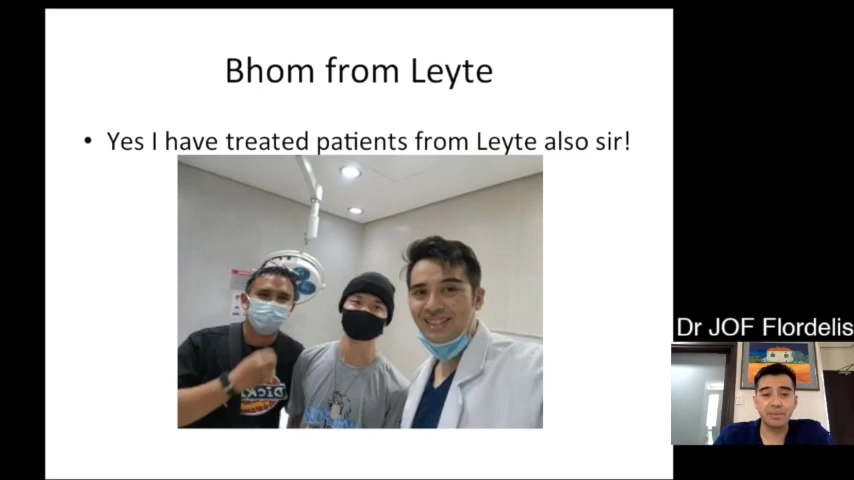 Bhom from Leyte
• Yes I have treated patients from Leyte also sir!
Dr JOF Flordelis